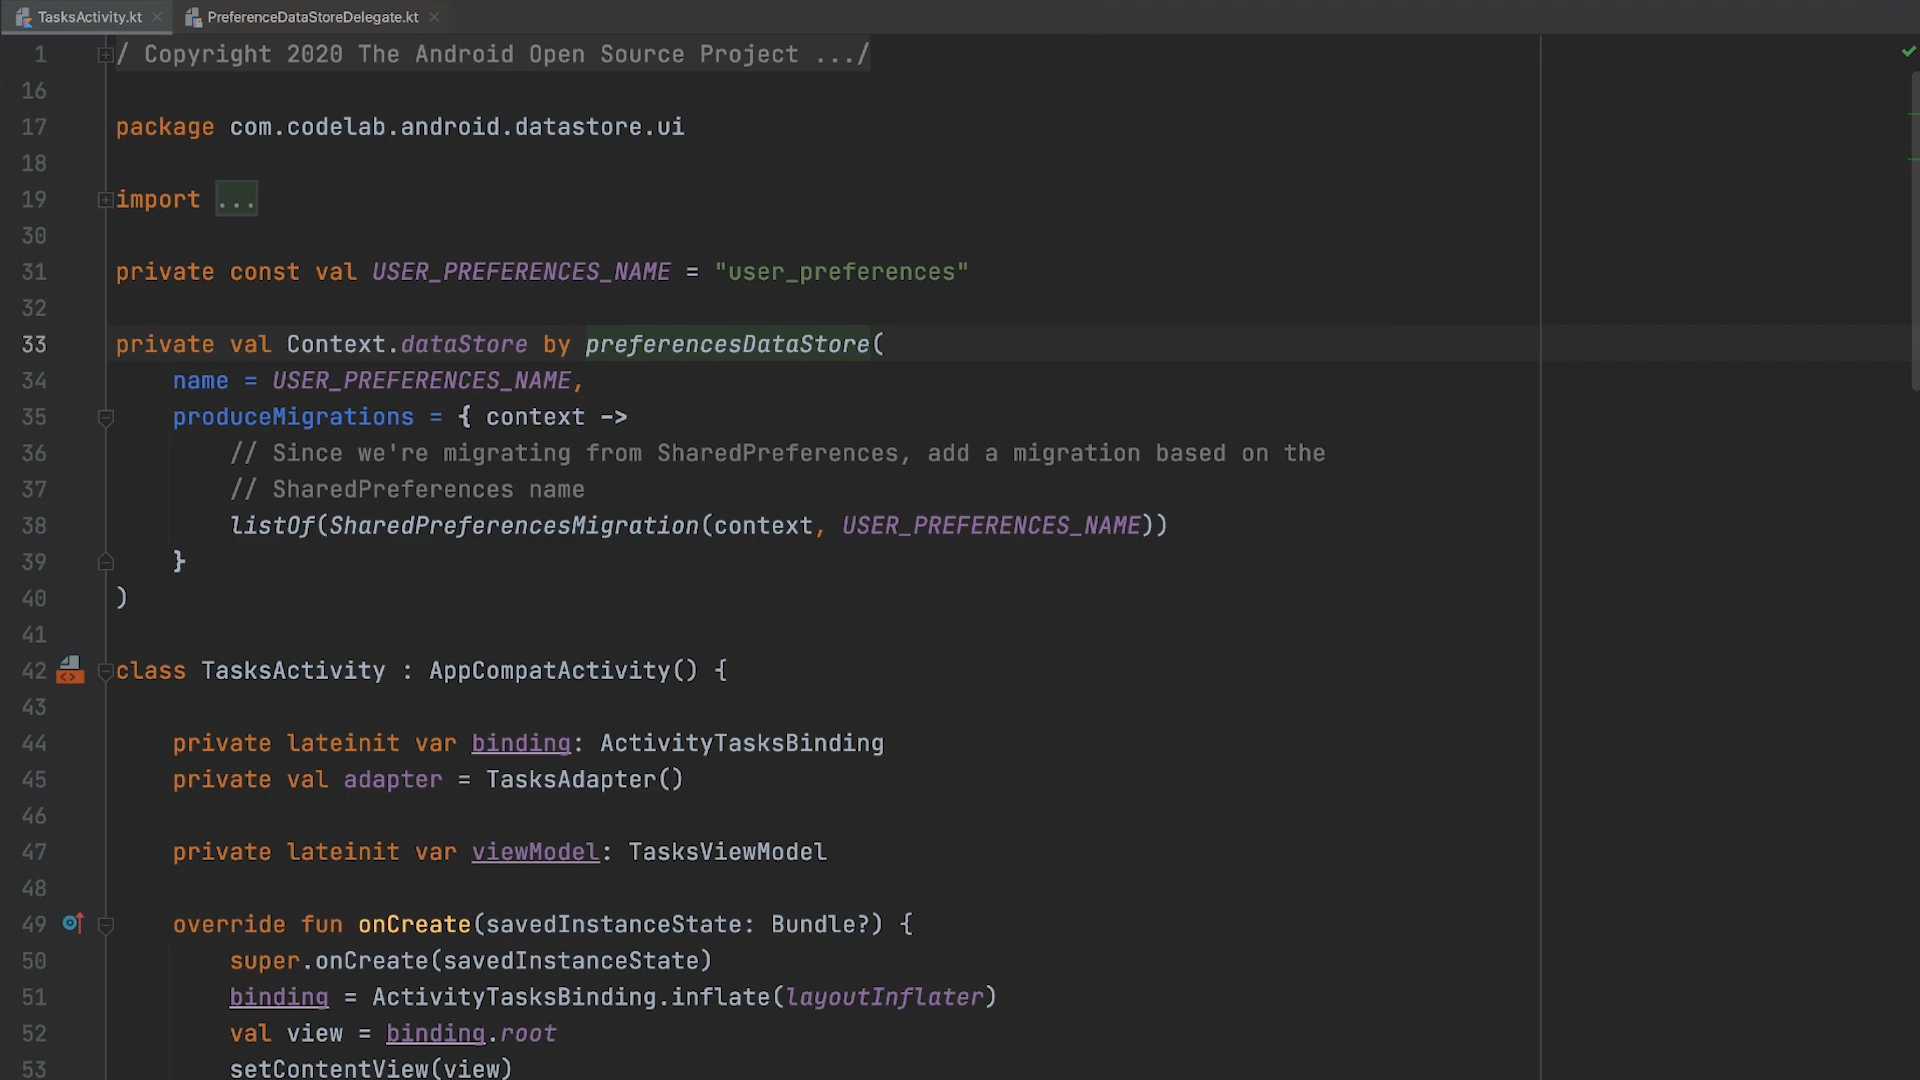 TasksActivity.kt PreferenceDataStoreDelegate.kt
1 / Copyright 2020 The Android Open Source Project .../
16
17 package com.codelab.android.datastore.ui
18
19 import ...
30
31 private const val USER_PREFERENCES_NAME = "user_preferences"
32
33 private val Context.dataStore by preferencesDataStore(
34 name = USER_PREFERENCES_NAME,
35 produceMigrations = { context ->
36 // Since we're migrating from SharedPreferences, add a migration based on the
37 // SharedPreferences name
38 listOf(SharedPreferencesMigration(context, USER_PREFERENCES_NAME))
39 }
40 )
41
42 class TasksActivity : AppCompatActivity() {
43
44 private lateinit var binding: ActivityTasksBinding
45 private val adapter = TasksAdapter()
46
47 private lateinit var viewModel: TasksViewModel
48
49 override fun onCreate(savedInstanceState: Bundle?) {
50 super.onCreate(savedInstanceState)
51 binding = ActivityTasksBinding.inflate(layoutInflater)
52 val view = binding.root
53 setContentView(view)